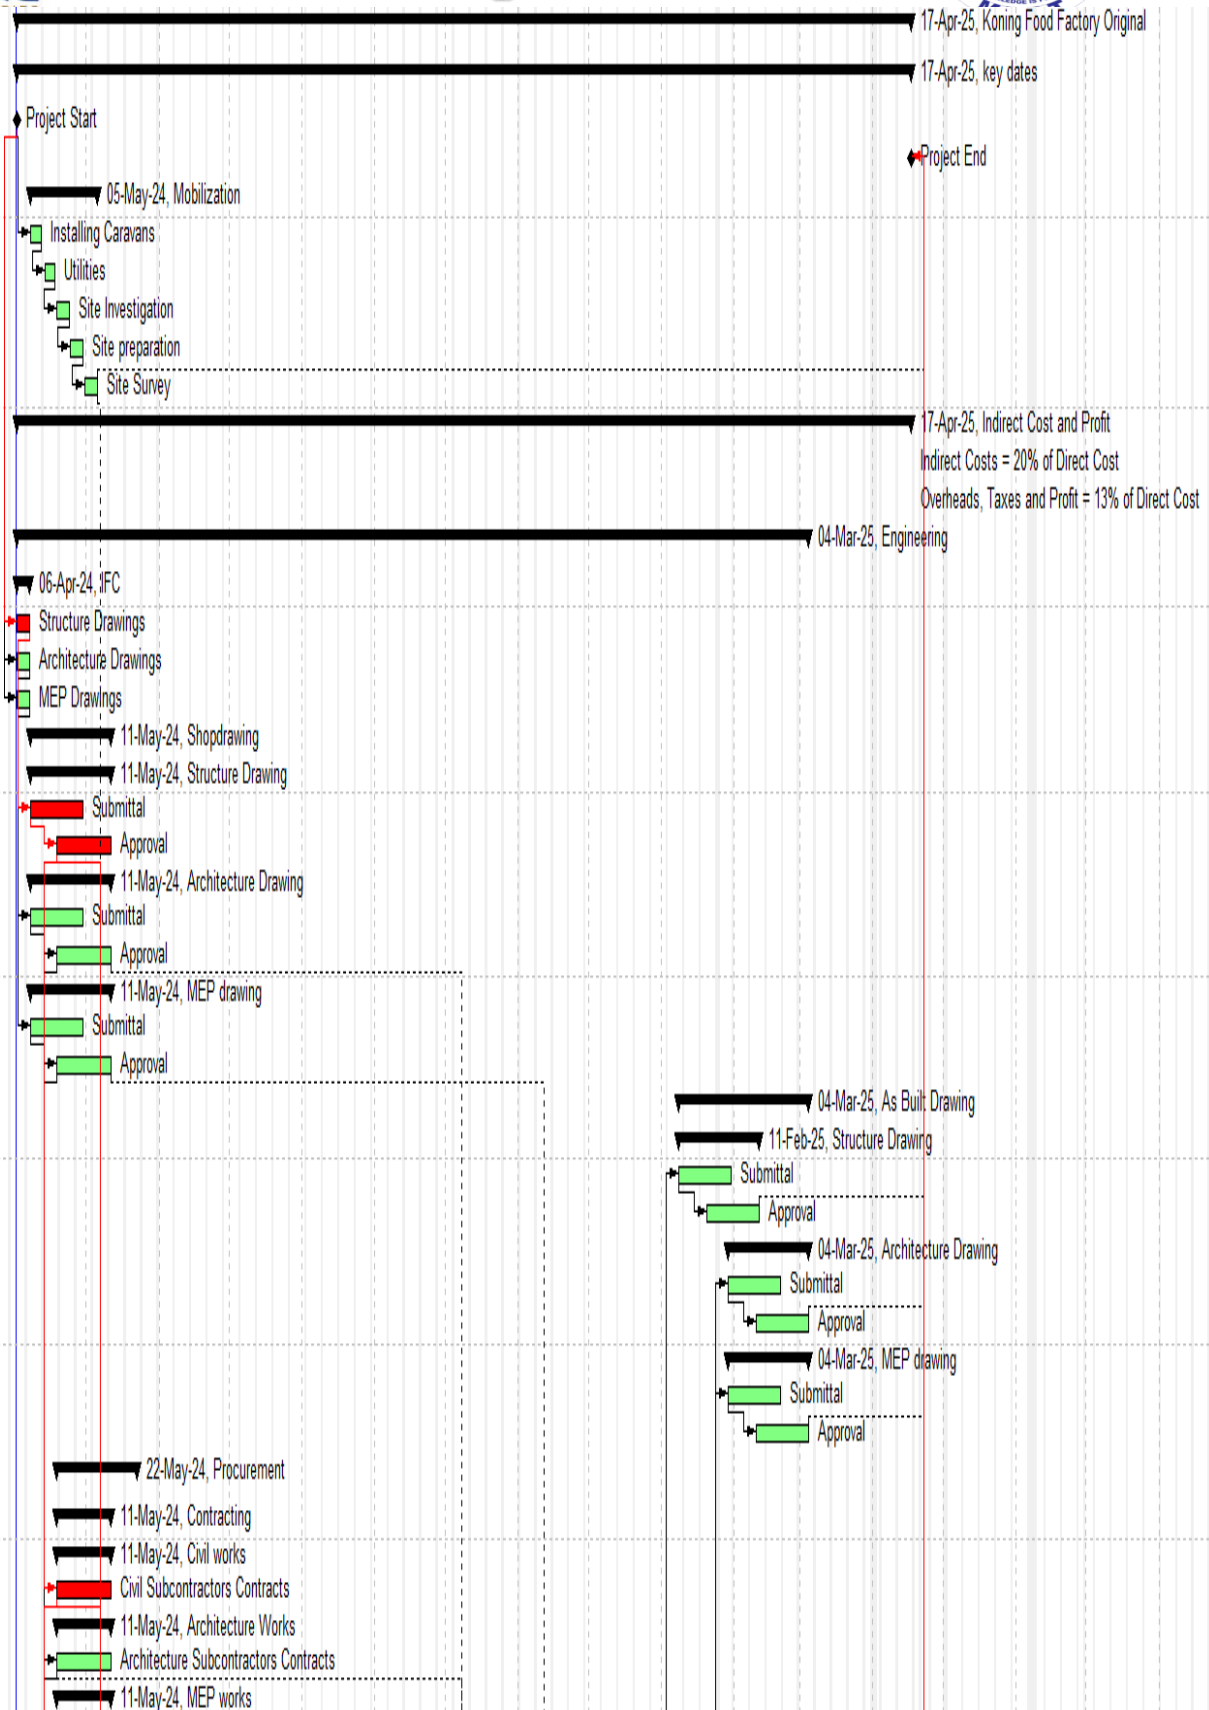 17-Apr-25, Koning Food Factory Original
17-Apr-25, key dates
Project Start
Project End
05-May-24, Mobilization
Installing Caravans
Utilities
Site Investigation
Site preparation
Site Survey
17-Apr-25, Indirect Cost and Profit
Indirect Costs = 20% of Direct Cost
Overheads, Taxes and Profit = 13% of Direct Cost
04-Mar-25, Engineering
06-Apr-24, IFC
Structure Drawings
Architecture Drawings
MEP Drawings
11-May-24, Shopdrawing
11-May-24, Structure Drawing
Submittal
Approval
11-May-24, Architecture Drawing
Submittal
Approval
11-May-24, MEP drawing
Submittal
Approval
04-Mar-25, As Built Drawing
11-Feb-25, Structure Drawing
Submittal
Approval
04-Mar-25, Architecture Drawing
Submittal
Approval
04-Mar-25, MEP drawing
Submittal
Approval
22-May-24, Procurement
11-May-24, Contracting
11-May-24, Civil works
Civil Subcontractors Contracts
11-May-24, Architecture Works
Architecture Subcontractors Contracts
11-May-24, MEP works